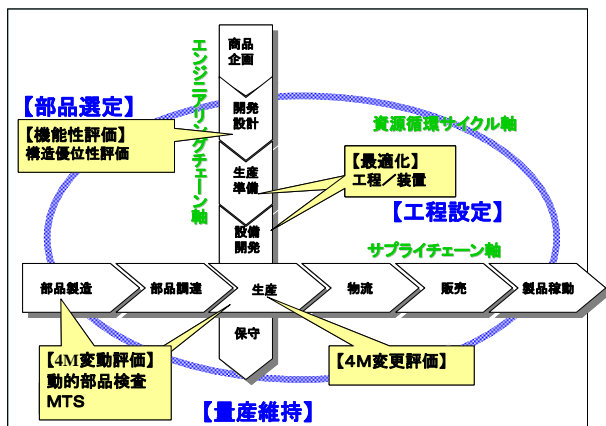 商品
企画
エンジニアリングチェーン軸
【部品選定】
開発
設計
資源循環サイクル軸
【機能性評価】
構造優位性評価
生産
準備
【最適化】
工程／装置
【工程設定】
設備
開発
サプライチェーン軸
部品製造
部品調達
生産
物流
販売
製品稼動
保守
【4M変動評価】
動的部品検査
MTS
【4M変更評価】
【量産維持】